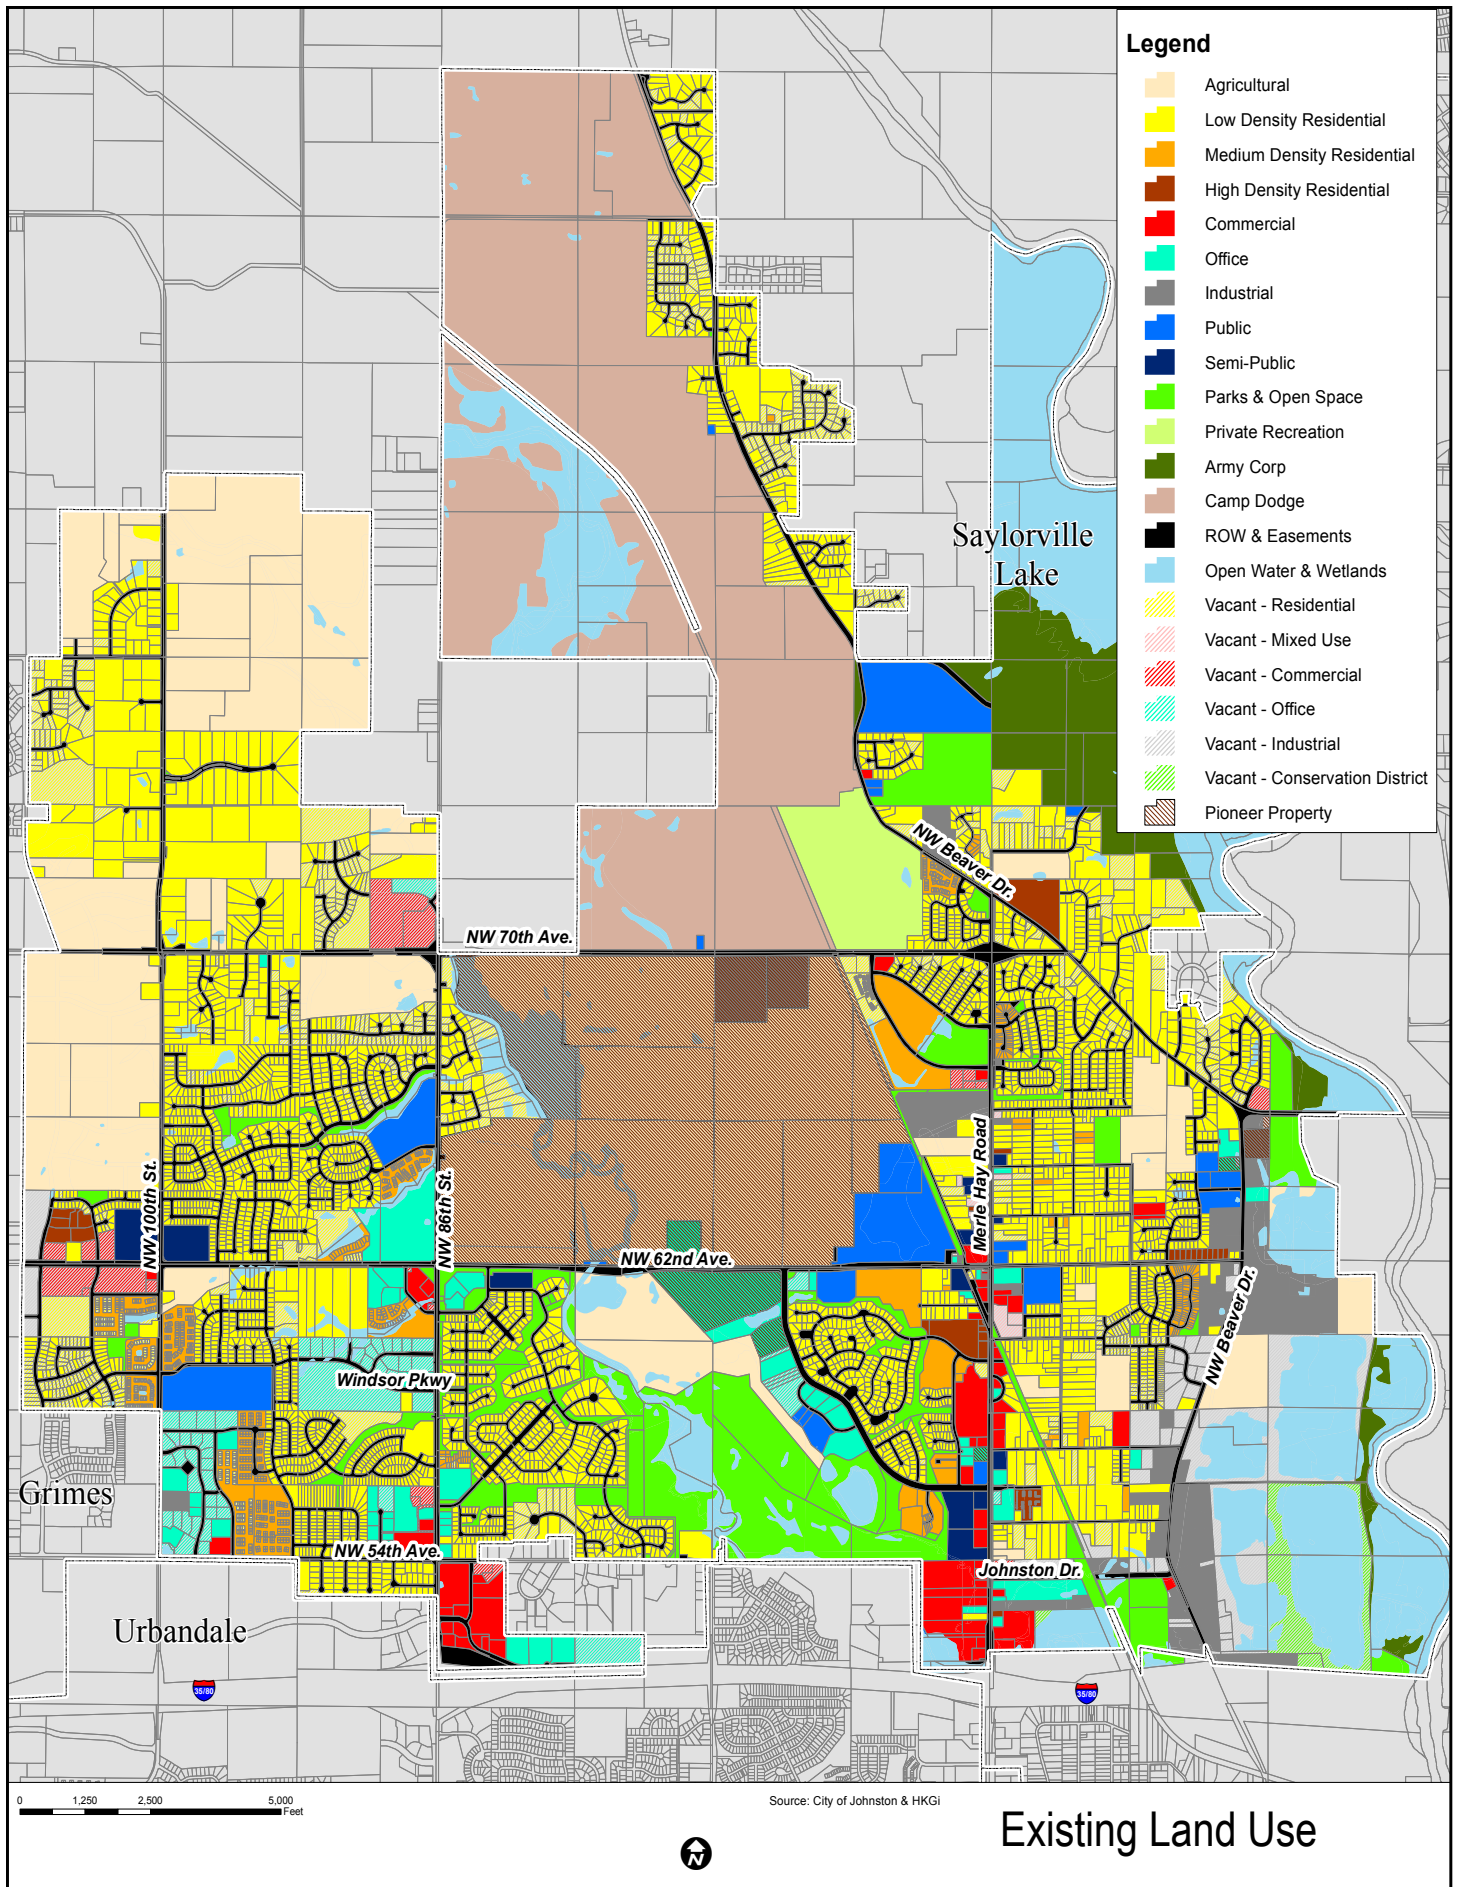 Legend
Agricultural
Low Density Residential
Medium Density Residential
High Density Residential
Commercial
Office
Industrial
Public
Semi-Public
Parks & Open Space
Private Recreation
Army Corp
Camp Dodge
ROW & Easements
Open Water & Wetlands
Vacant - Residential
Vacant - Mixed Use
Vacant - Commercial
Vacant - Office
Vacant - Industrial
Vacant - Conservation District
Pioneer Property
Saylorville
Lake
NW Beaver Dr.
NW 70th Ave.
Merle Hay Road
NW 100th St.
NW 86th St.
NW 62nd Ave.
NW Beaver Dr.
Windsor Pkwy
Grimes
NW 54th Ave.
Johnston Dr.
Urbandale
35/80
35/80
0 1,250 2,500 5,000
Feet
Source: City of Johnston & HKGi
Existing Land Use
N